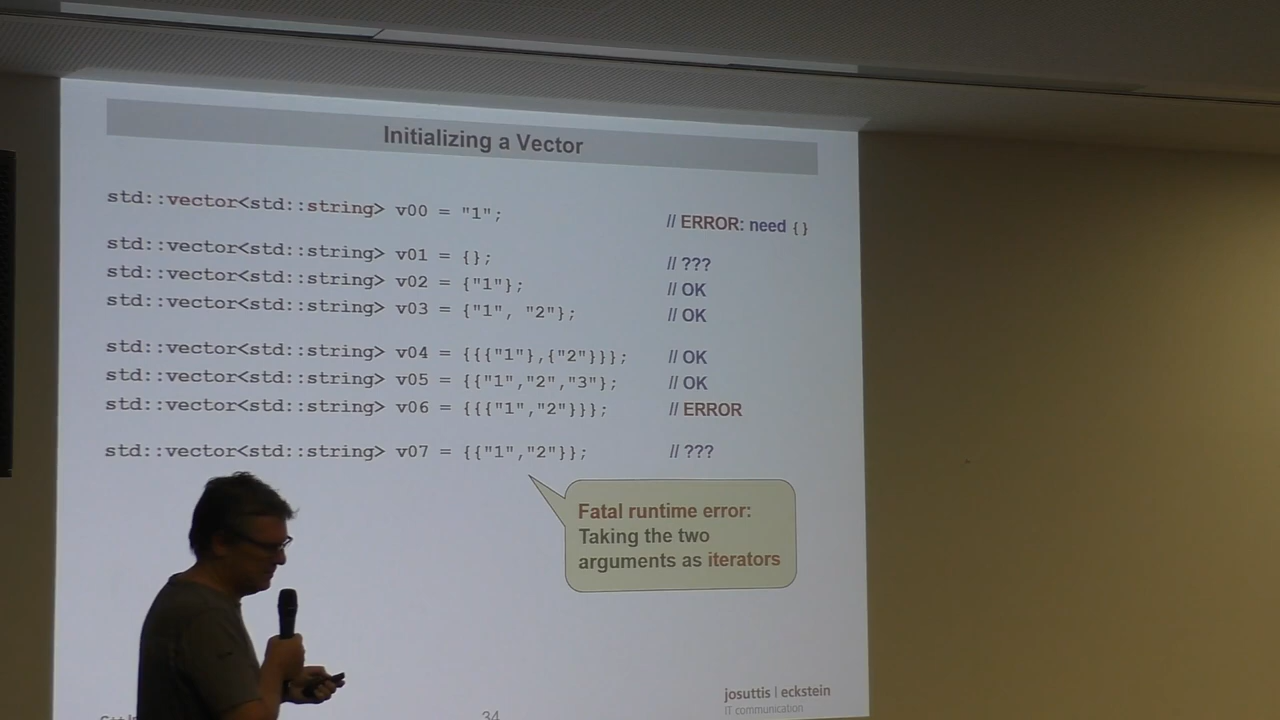 Initializing a Vector
std::vector<std::string> v00 = "1"; // ERROR: need {}
std::vector<std::string> v01 = {}; // ???
std::vector<std::string> v02 = {"1"}; // OK
std::vector<std::string> v03 = {"1", "2"}; // OK
std::vector<std::string> v04 = {{{"1"},{"2"}}}; // OK
std::vector<std::string> v05 = {{"1","2","3"}; // OK
std::vector<std::string> v06 = {{{"1","2"}}}; // ERROR
std::vector<std::string> v07 = {{"1","2"}}; // ???
Fatal runtime error:
Taking the two
arguments as iterators
josuttis | eckstein
IT communication
34